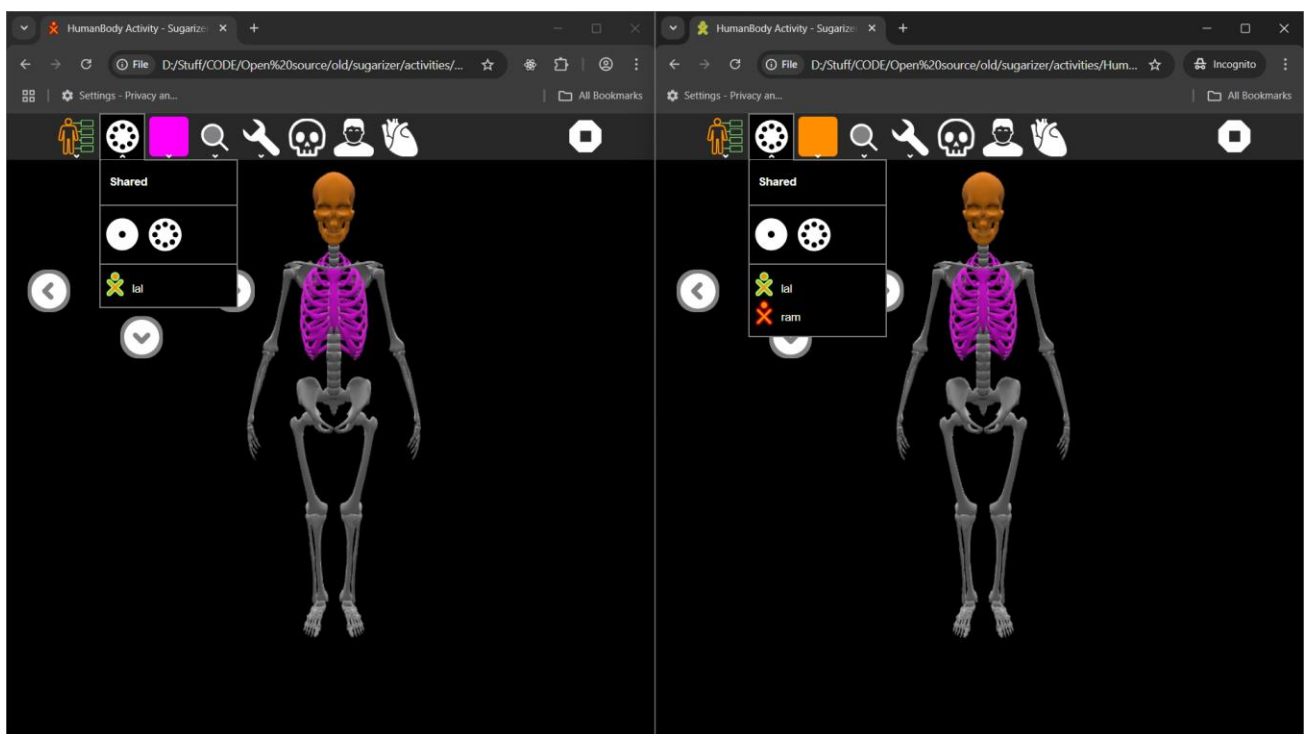 HumanBody Activity - Sugarize
File D:/Stuff/CODE/Open%20source/old/sugarizer/activities/...
Settings - Privacy an...
All Bookmarks
Shared
lal
HumanBody Activity - Sugarize
File D:/Stuff/CODE/Open%20source/old/sugarizer/activities/Hum...
Incognito
Settings - Privacy an...
All Bookmarks
Shared
lal
ram